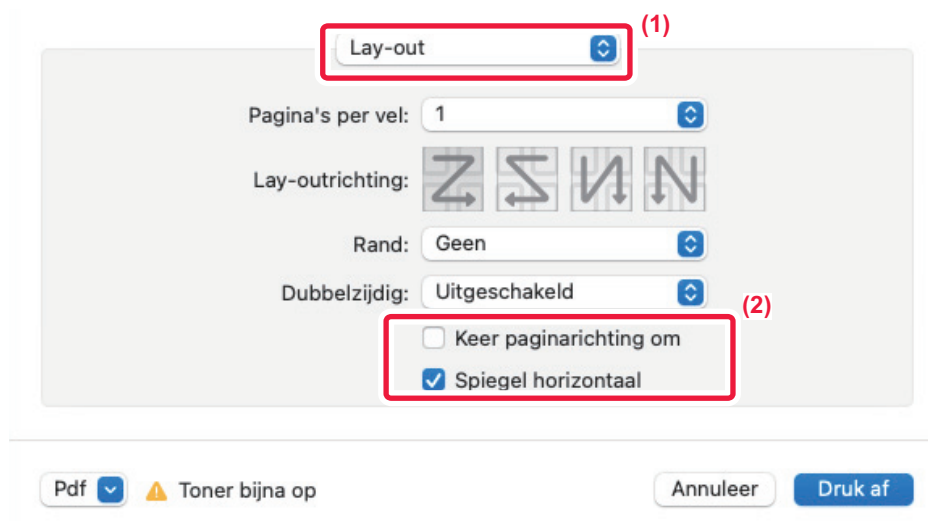 (1)
Lay-out
Pagina's per vel: 1
Lay-outrichting:
Rand: Geen
Dubbelzijdig: Uitgeschakeld
(2)
Keer paginarichting om
Spiegel horizontaal
Pdf Toner bijna op Annuleer Druk af